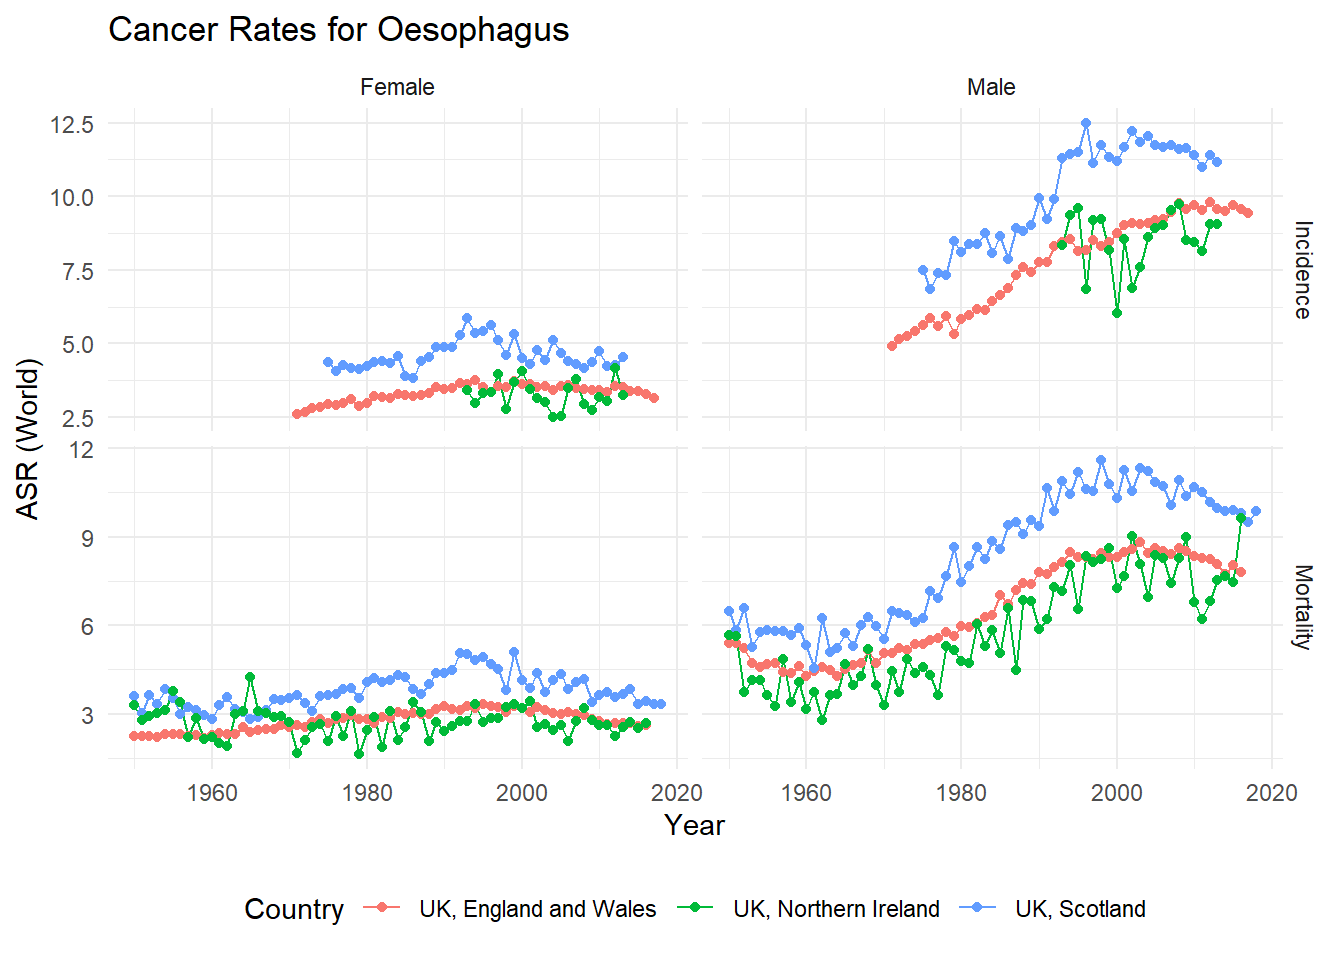 Cancer Rates for Oesophagus
Female
Male
12.5
10.0
7.5
5.0
2.5
Incidence
ASR (World)
12
9
6
3
Mortality
1960 1980 2000 2020 1960 1980 2000 2020
Year
Country UK, England and Wales UK, Northern Ireland UK, Scotland